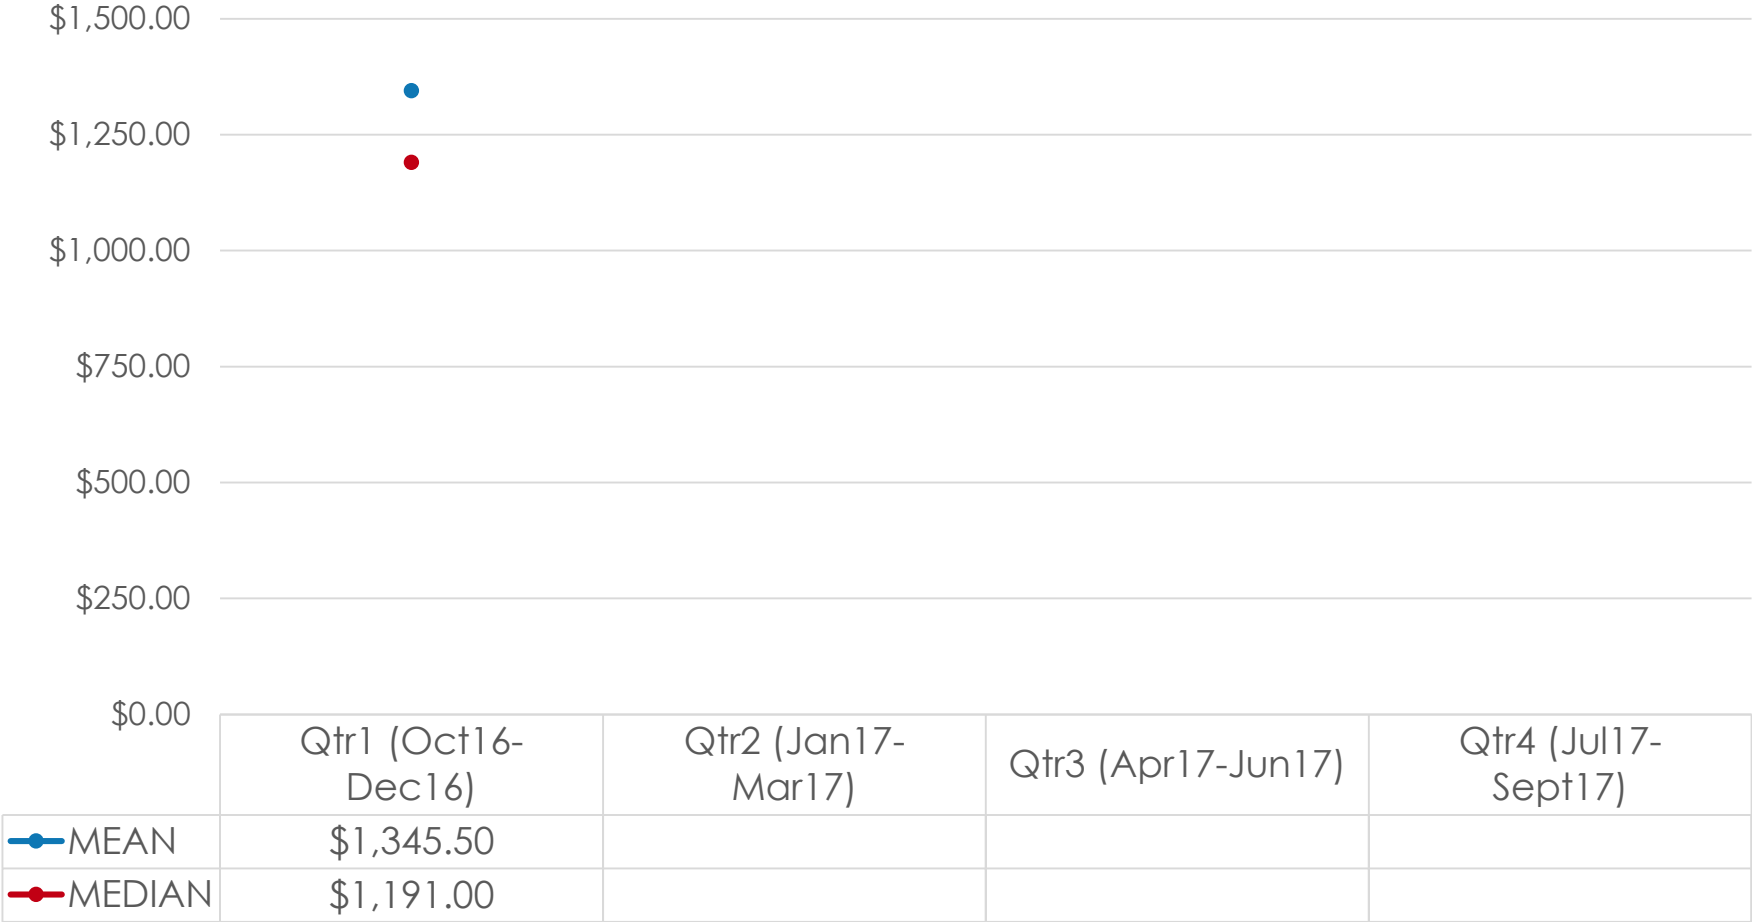 $1,500.00
$1,250.00
$1,000.00
$750.00
$500.00
$250.00
$0.00
Qtr1 (Oct16-
Dec16)
Qtr2 (Jan17-
Mar17)
Qtr3 (Apr17-Jun17)
Qtr4 (Jul17-
Sept17)
MEAN $1,345.50
MEDIAN $1,191.00